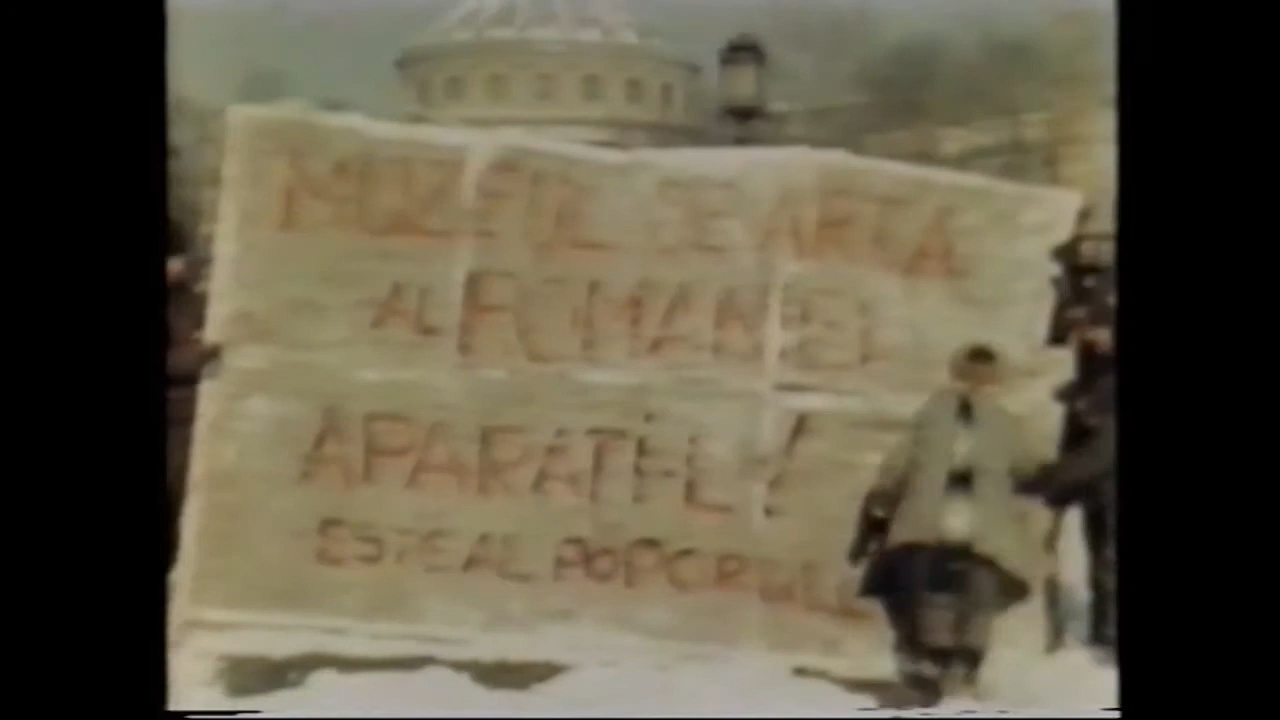 MUZEUL DE ARTA
AL ROMANIEI
APARATI-L!
ESTE AL POPORULUI